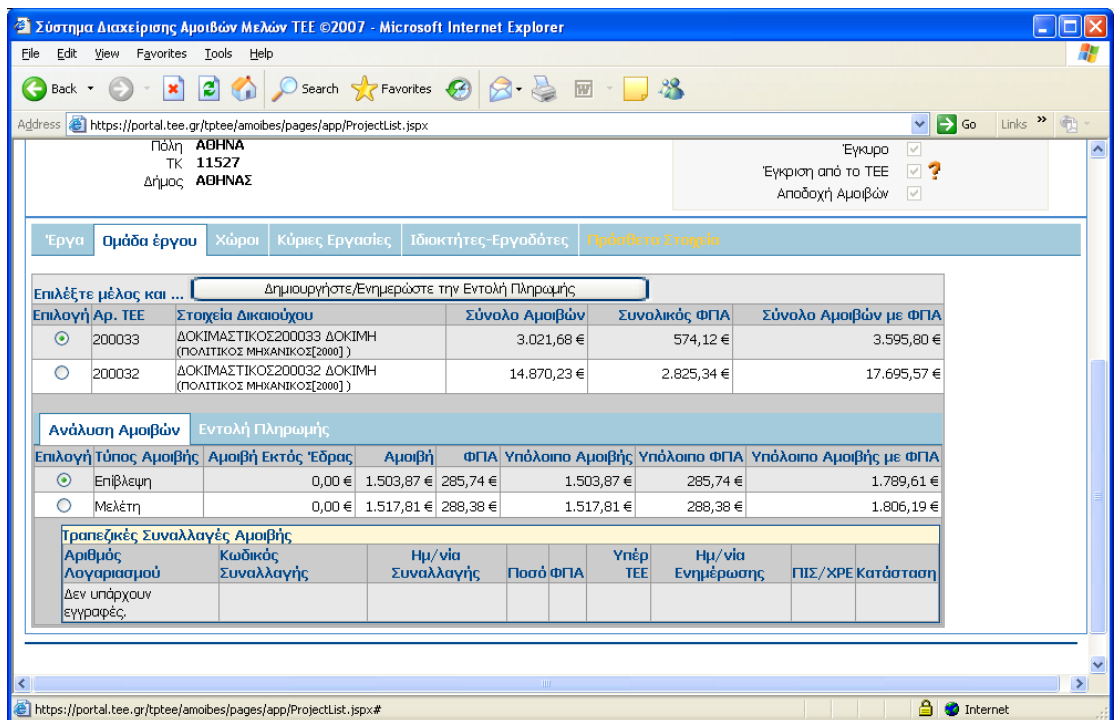 Σύστημα Διαχείρισης Αμοιβών Μελών ΤΕΕ ©2007 - Microsoft Internet Explorer
File Edit View Favorites Tools Help
Back Search Favorites
Address https://portal.tee.gr/tptee/amoibes/pages/app/ProjectList.jspx Go Links »
Πόλη ΑΘΗΝΑ Έγκυρο
ΤΚ 11527 Έγκριση από το ΤΕΕ ?
Δήμος ΑΘΗΝΑΣ Αποδοχή Αμοιβών
Έργα Ομάδα έργου Χώροι Κύριες Εργασίες Ιδιοκτήτες-Εργοδότες Πρόσθετα Στοιχεία
Επιλέξτε μέλος και ... Δημιουργήστε/Ενημερώστε την Εντολή Πληρωμής
Επιλογή Αρ. ΤΕΕ Στοιχεία Δικαιούχου Σύνολο Αμοιβών Συνολικός ΦΠΑ Σύνολο Αμοιβών με ΦΠΑ
200033 ΔΟΚΙΜΑΣΤΙΚΟΣ200033 ΔΟΚΙΜΗ 3.021,68 € 574,12 € 3.595,80 €
(ΠΟΛΙΤΙΚΟΣ ΜΗΧΑΝΙΚΟΣ[2000] )
200032 ΔΟΚΙΜΑΣΤΙΚΟΣ200032 ΔΟΚΙΜΗ 14.870,23 € 2.825,34 € 17.695,57 €
(ΠΟΛΙΤΙΚΟΣ ΜΗΧΑΝΙΚΟΣ[2000] )
Ανάλυση Αμοιβών Εντολή Πληρωμής
Επιλογή Τύπος Αμοιβής Αμοιβή Εκτός Έδρας Αμοιβή ΦΠΑ Υπόλοιπο Αμοιβής Υπόλοιπο ΦΠΑ Υπόλοιπο Αμοιβής με ΦΠΑ
Επίβλεψη 0,00 € 1.503,87 € 285,74 € 1.503,87 € 285,74 € 1.789,61 €
Μελέτη 0,00 € 1.517,81 € 288,38 € 1.517,81 € 288,38 € 1.806,19 €
Τραπεζικές Συναλλαγές Αμοιβής
Αριθμός Κωδικός Ημ/νία Υπέρ Ημ/νία
Λογαριασμού Συναλλαγής Συναλλαγής Ποσό ΦΠΑ ΤΕΕ Ενημέρωσης ΠΙΣ/ΧΡΕ Κατάσταση
Δεν υπάρχουν
εγγραφές.
https://portal.tee.gr/tptee/amoibes/pages/app/ProjectList.jspx# Internet